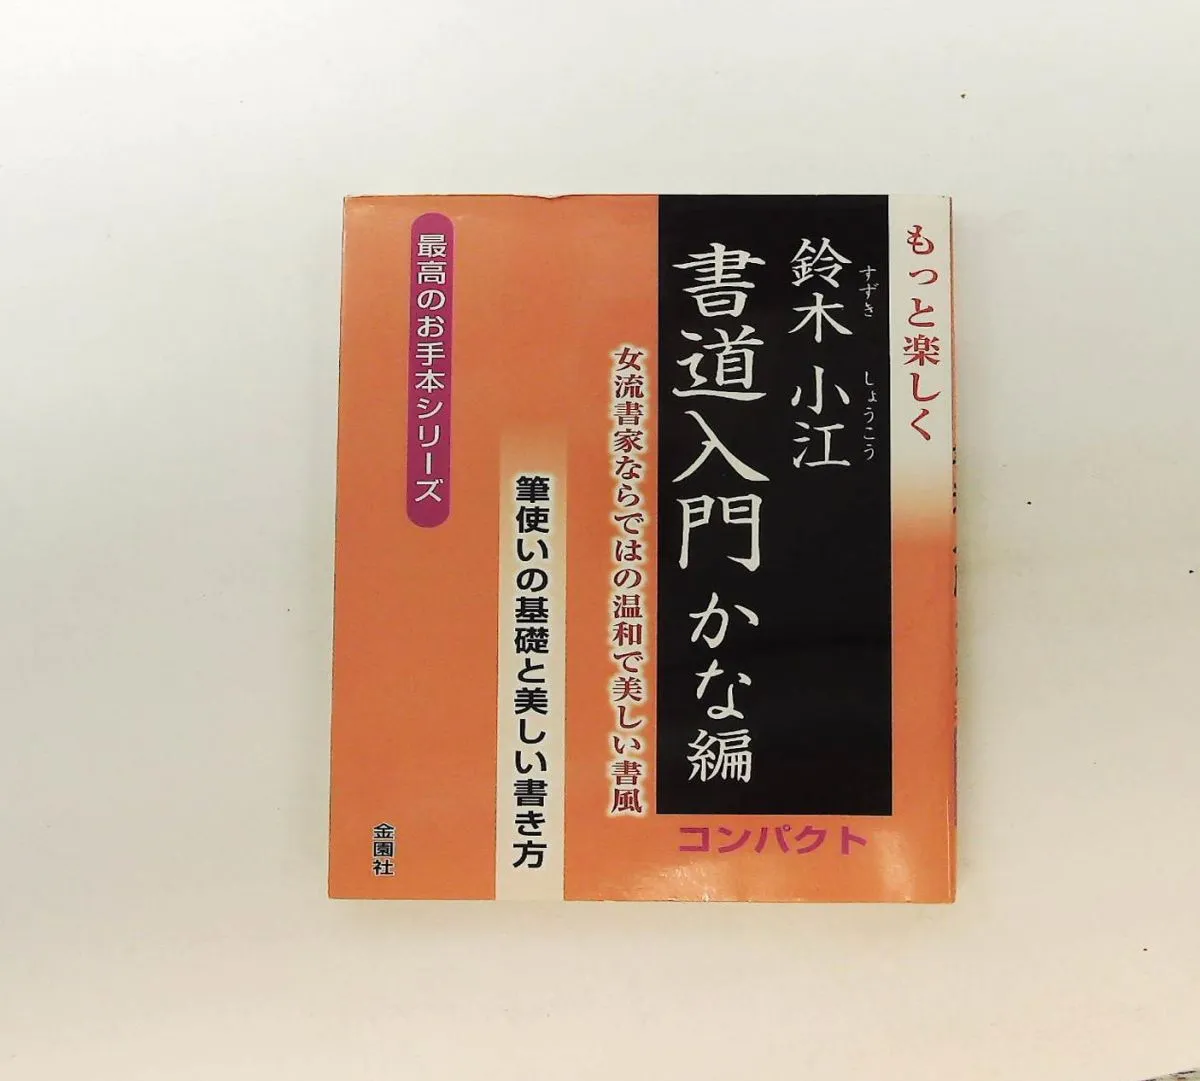 もっと楽しく
鈴木 小江
すずき しょうこう
書道入門 かな編
コンパクト
女流書家ならではの温和で美しい書風
筆使いの基礎と美しい書き方
最高のお手本シリーズ
金園社